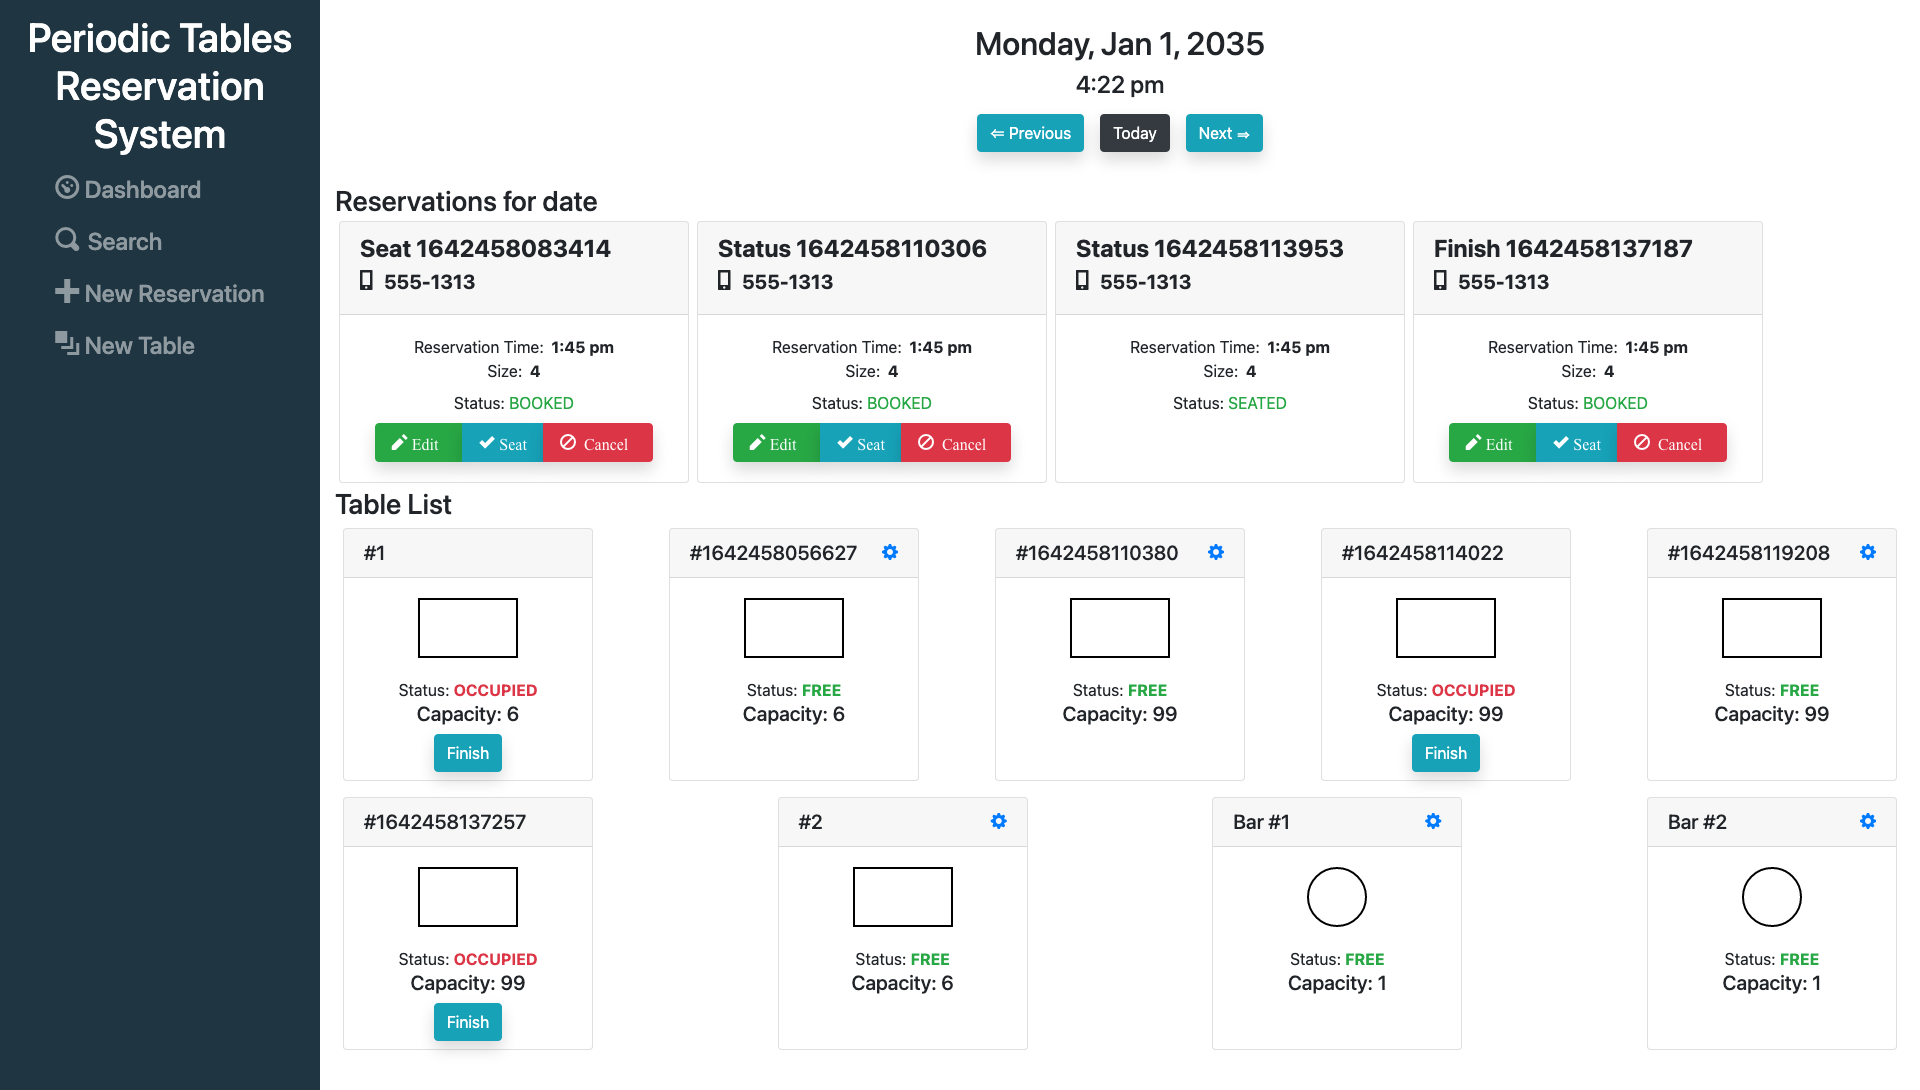 Periodic Tables
Reservation
System
Dashboard
Search
New Reservation
New Table
Monday, Jan 1, 2035
4:22 pm
⇐ Previous
Today
Next ⇒
Reservations for date
Seat 1642458083414
555-1313
Reservation Time: 1:45 pm
Size: 4
Status: BOOKED
Edit
Seat
Cancel
Status 1642458110306
555-1313
Reservation Time: 1:45 pm
Size: 4
Status: BOOKED
Edit
Seat
Cancel
Status 1642458113953
555-1313
Reservation Time: 1:45 pm
Size: 4
Status: SEATED
Finish 1642458137187
555-1313
Reservation Time: 1:45 pm
Size: 4
Status: BOOKED
Edit
Seat
Cancel
Table List
#1
Status: OCCUPIED
Capacity: 6
Finish
#1642458056627
Status: FREE
Capacity: 6
#1642458110380
Status: FREE
Capacity: 99
#1642458114022
Status: OCCUPIED
Capacity: 99
Finish
#1642458119208
Status: FREE
Capacity: 99
#1642458137257
Status: OCCUPIED
Capacity: 99
Finish
#2
Status: FREE
Capacity: 6
Bar #1
Status: FREE
Capacity: 1
Bar #2
Status: FREE
Capacity: 1